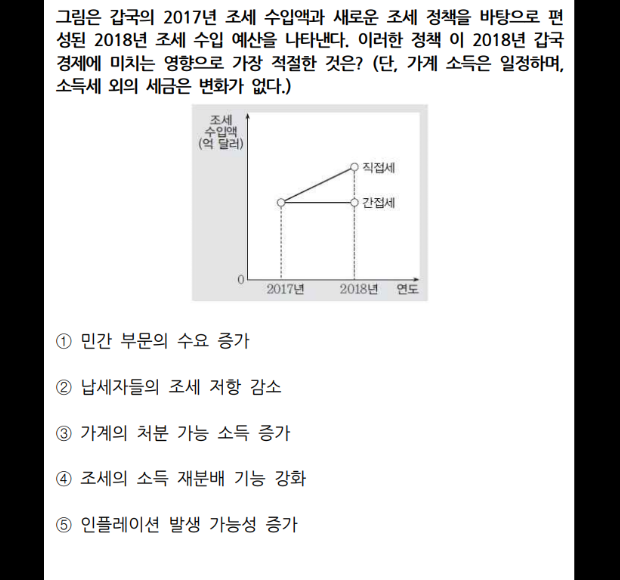 그림은 갑국의 2017년 조세 수입액과 새로운 조세 정책을 바탕으로 편
성된 2018년 조세 수입 예산을 나타낸다. 이러한 정책 이 2018년 갑국
경제에 미치는 영향으로 가장 적절한 것은? (단, 가계 소득은 일정하며,
소득세 외의 세금은 변화가 없다.)
조세
수입액
(억 달러)
직접세
간접세
0
2017년 2018년 연도
① 민간 부문의 수요 증가
② 납세자들의 조세 저항 감소
③ 가계의 처분 가능 소득 증가
④ 조세의 소득 재분배 기능 강화
⑤ 인플레이션 발생 가능성 증가